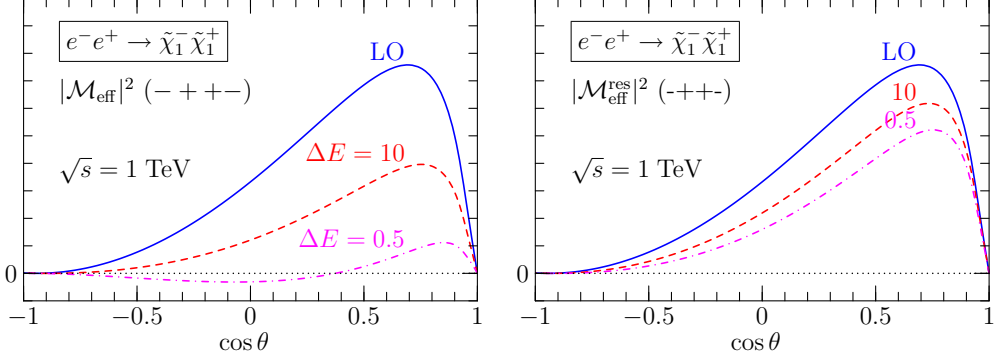 e⁻e⁺ → χ̃₁⁻ χ̃₁⁺
|M_eff|² (− + +−)
√s = 1 TeV
LO
ΔE = 10
ΔE = 0.5
0
−1 −0.5 0 0.5 1
cos θ
e⁻e⁺ → χ̃₁⁻ χ̃₁⁺
|M_eff^res|² (-++-)
√s = 1 TeV
LO
10
0.5
0
−1 −0.5 0 0.5 1
cos θ